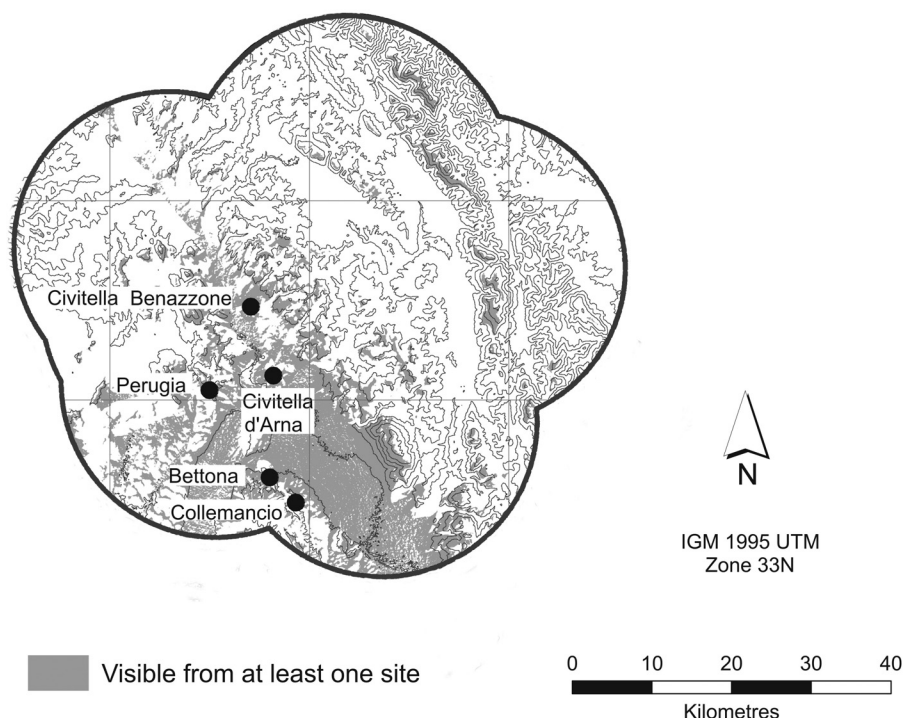 Civitella Benazzone
Perugia
Civitella
d'Arna
Bettona
Collemancio
N
IGM 1995 UTM
Zone 33N
Visible from at least one site
0 10 20 30 40
Kilometres